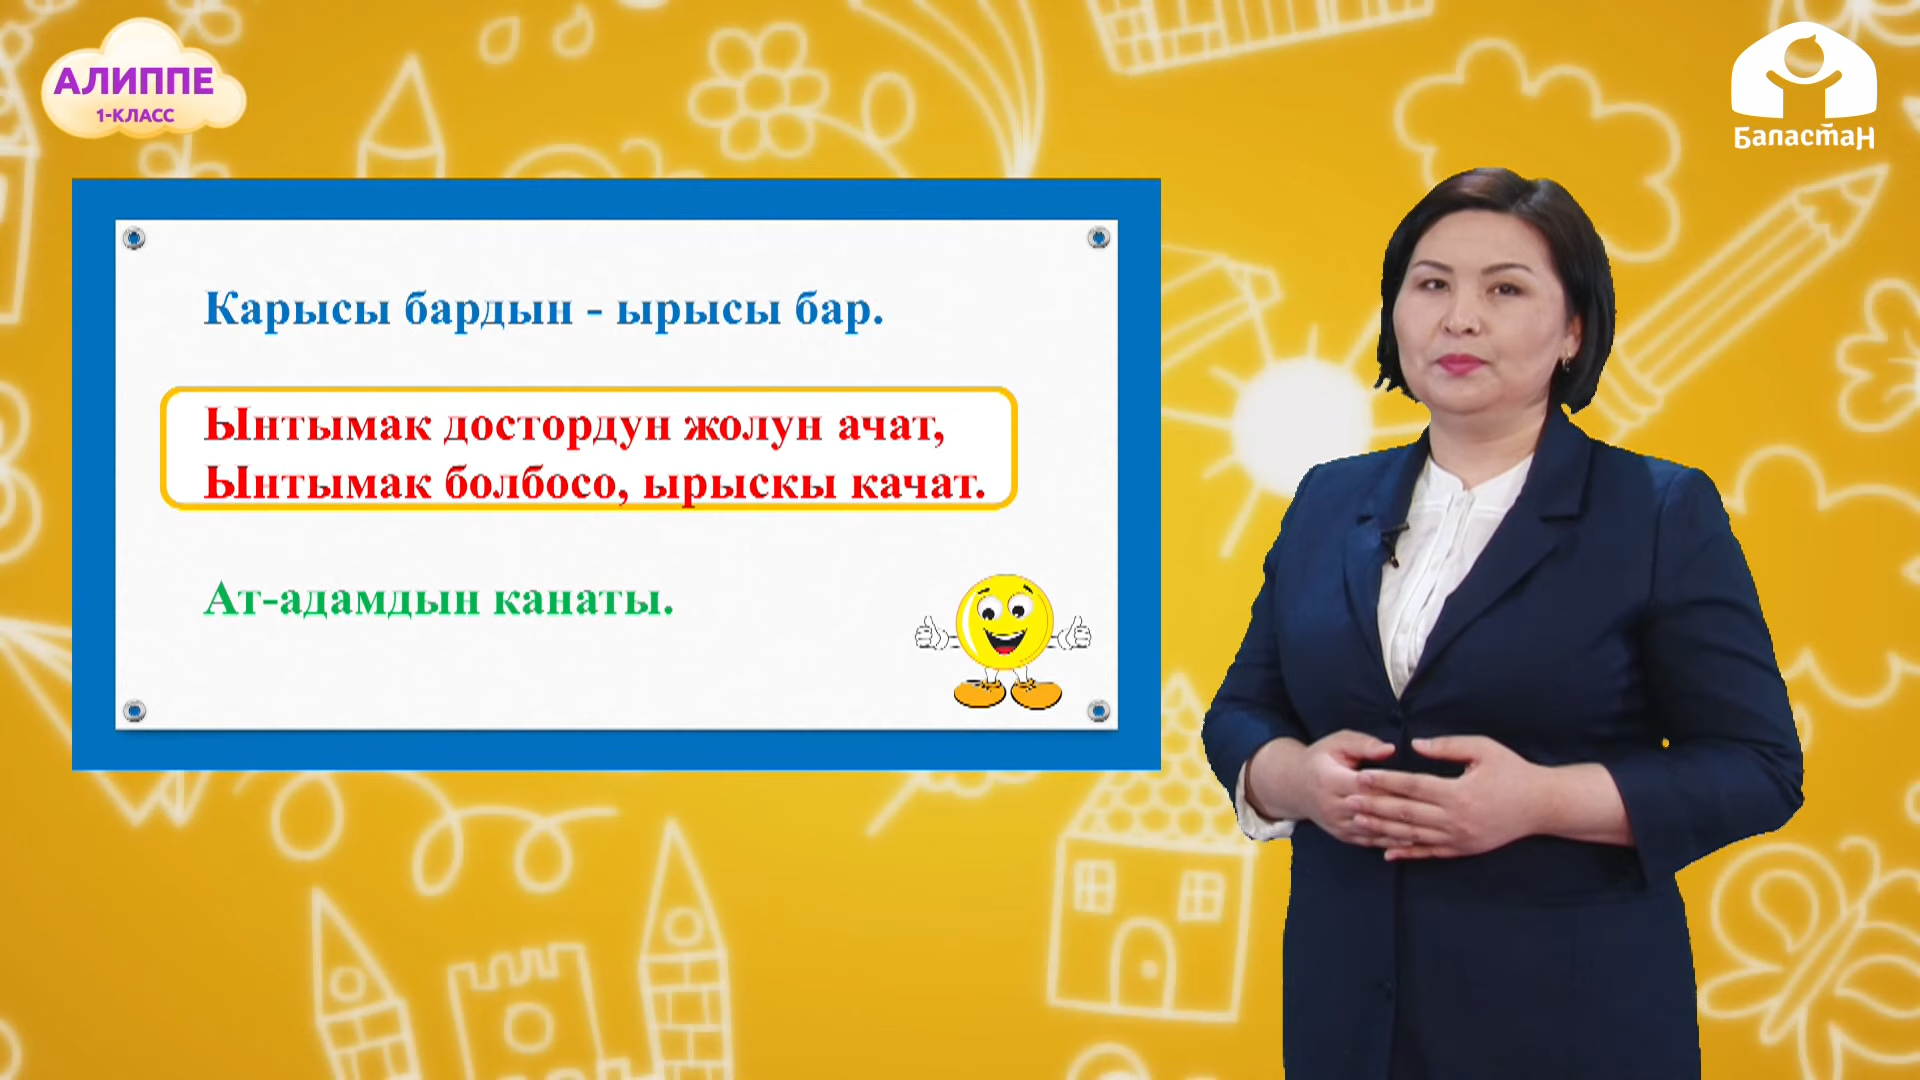 АЛИППЕ
1-КЛАСС
Баластан
Карысы бардын - ырысы бар.
Ынтымак достордун жолун ачат,
Ынтымак болбосо, ырыскы качат.
Ат-адамдын канаты.